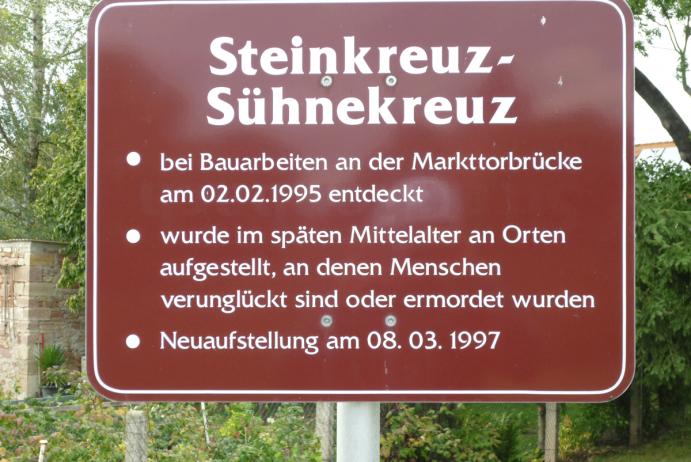 Steinkreuz-
Sühnekreuz
• bei Bauarbeiten an der Markttorbrücke
am 02.02.1995 entdeckt
• wurde im späten Mittelalter an Orten
aufgestellt, an denen Menschen
verunglückt sind oder ermordet wurden
• Neuaufstellung am 08. 03. 1997